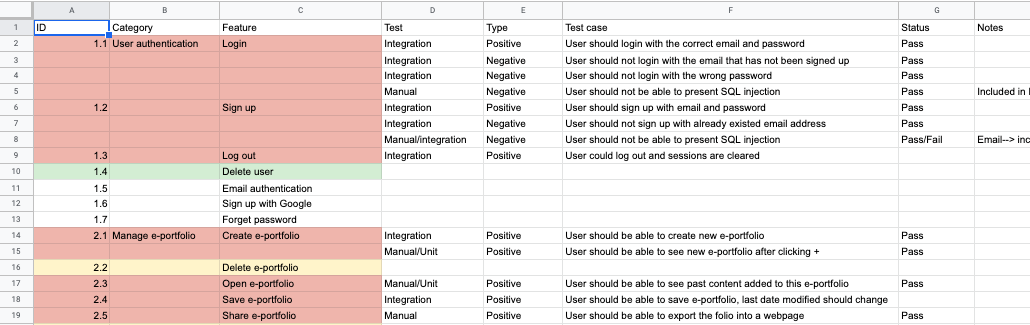 A B C D E F G H
1 ID Category Feature Test Type Test case Status Notes
2 1.1 User authentication Login Integration Positive User should login with the correct email and password Pass
3 Integration Negative User should not login with the email that has not been signed up Pass
4 Integration Negative User should not login with the wrong password Pass
5 Manual Negative User should not be able to present SQL injection Pass Included in
6 1.2 Sign up Integration Positive User should sign up with email and password Pass
7 Integration Negative User should not sign up with already existed email address Pass
8 Manual/integration Negative User should not be able to present SQL injection Pass/Fail Email--> inc
9 1.3 Log out Integration Positive User could log out and sessions are cleared
10 1.4 Delete user
11 1.5 Email authentication
12 1.6 Sign up with Google
13 1.7 Forget password
14 2.1 Manage e-portfolio Create e-portfolio Integration Positive User should be able to create new e-portfolio Pass
15 Manual/Unit Positive User should be able to see new e-portfolio after clicking + Pass
16 2.2 Delete e-portfolio
17 2.3 Open e-portfolio Manual/Unit Positive User should be able to see past content added to this e-portfolio Pass
18 2.4 Save e-portfolio Integration Positive User should be able to save e-portfolio, last date modified should change
19 2.5 Share e-portfolio Manual Positive User should be able to export the folio into a webpage Pass